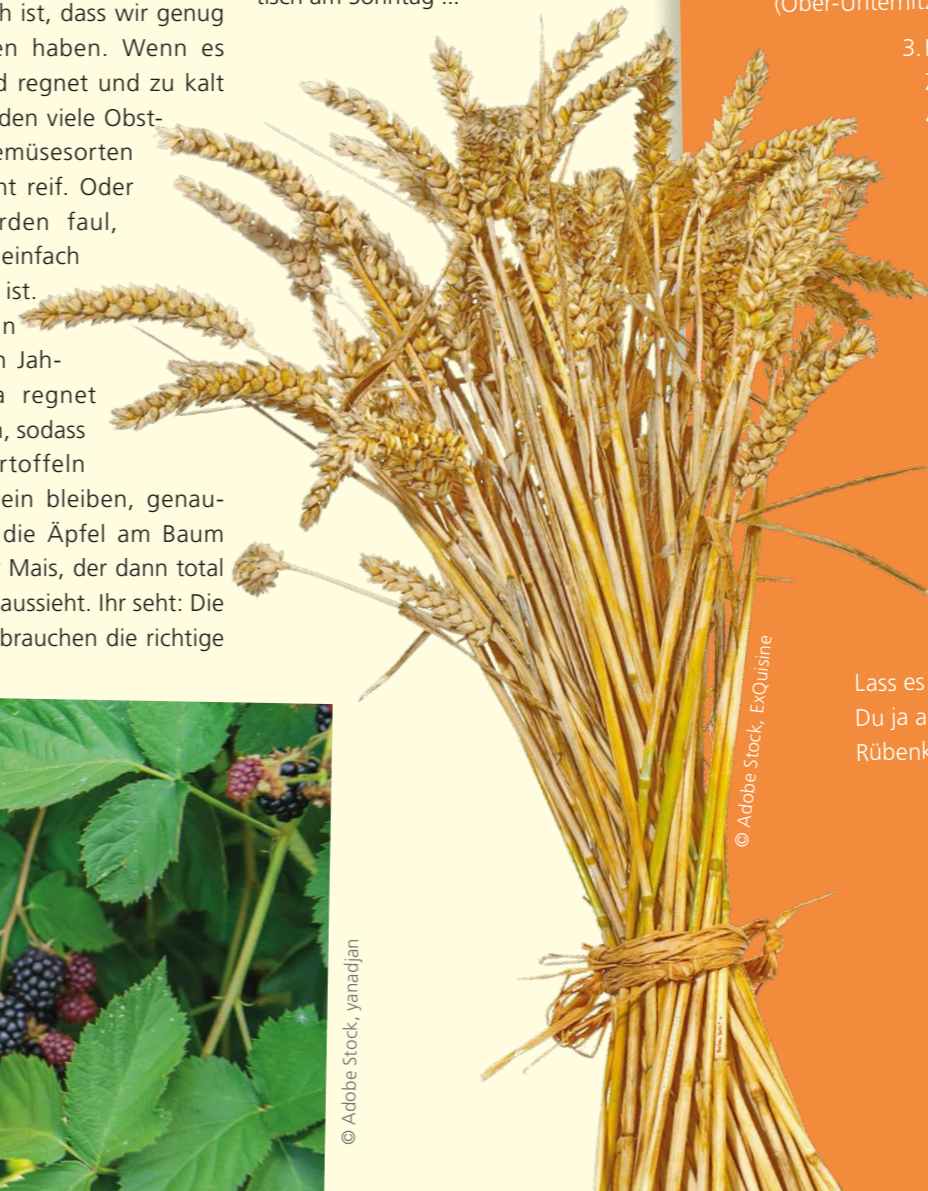 ch ist, dass wir genug
en haben. Wenn es
d regnet und zu kalt
den viele Obst-
emüsesorten
ht reif. Oder
rden faul,
einfach
ist.
n
n Jah-
a regnet
n, sodass
rtoffeln
ein bleiben, genau-
die Äpfel am Baum
Mais, der dann total
aussieht. Ihr seht: Die
brauchen die richtige
tisch am Sonntag ...
(Ober-Unternitz
3.
Lass es
Du ja a
Rübenk
© Adobe Stock, ExQuisine
© Adobe Stock, yanadjan